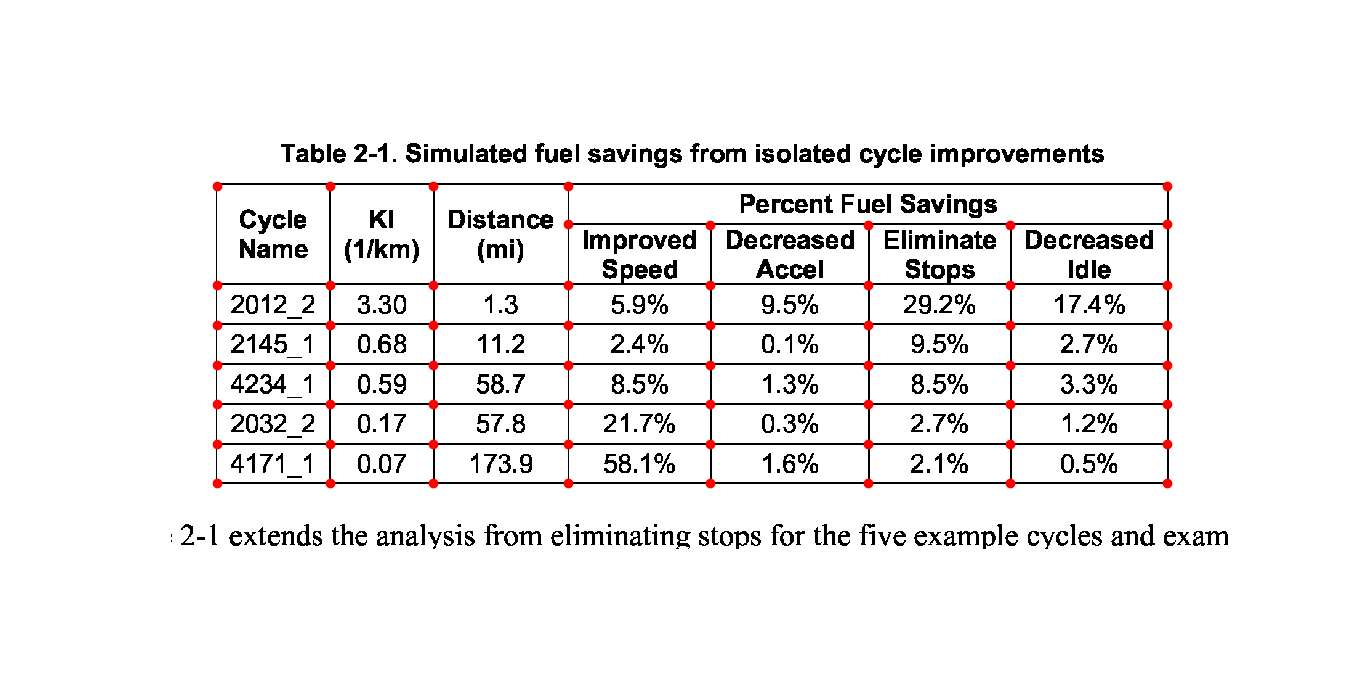 Table 2-1. Simulated fuel savings from isolated cycle improvements
Cycle Name KI (1/km) Distance (mi) Percent Fuel Savings
Improved Speed Decreased Accel Eliminate Stops Decreased Idle
2012_2 3.30 1.3 5.9% 9.5% 29.2% 17.4%
2145_1 0.68 11.2 2.4% 0.1% 9.5% 2.7%
4234_1 0.59 58.7 8.5% 1.3% 8.5% 3.3%
2032_2 0.17 57.8 21.7% 0.3% 2.7% 1.2%
4171_1 0.07 173.9 58.1% 1.6% 2.1% 0.5%
2-1 extends the analysis from eliminating stops for the five example cycles and exam